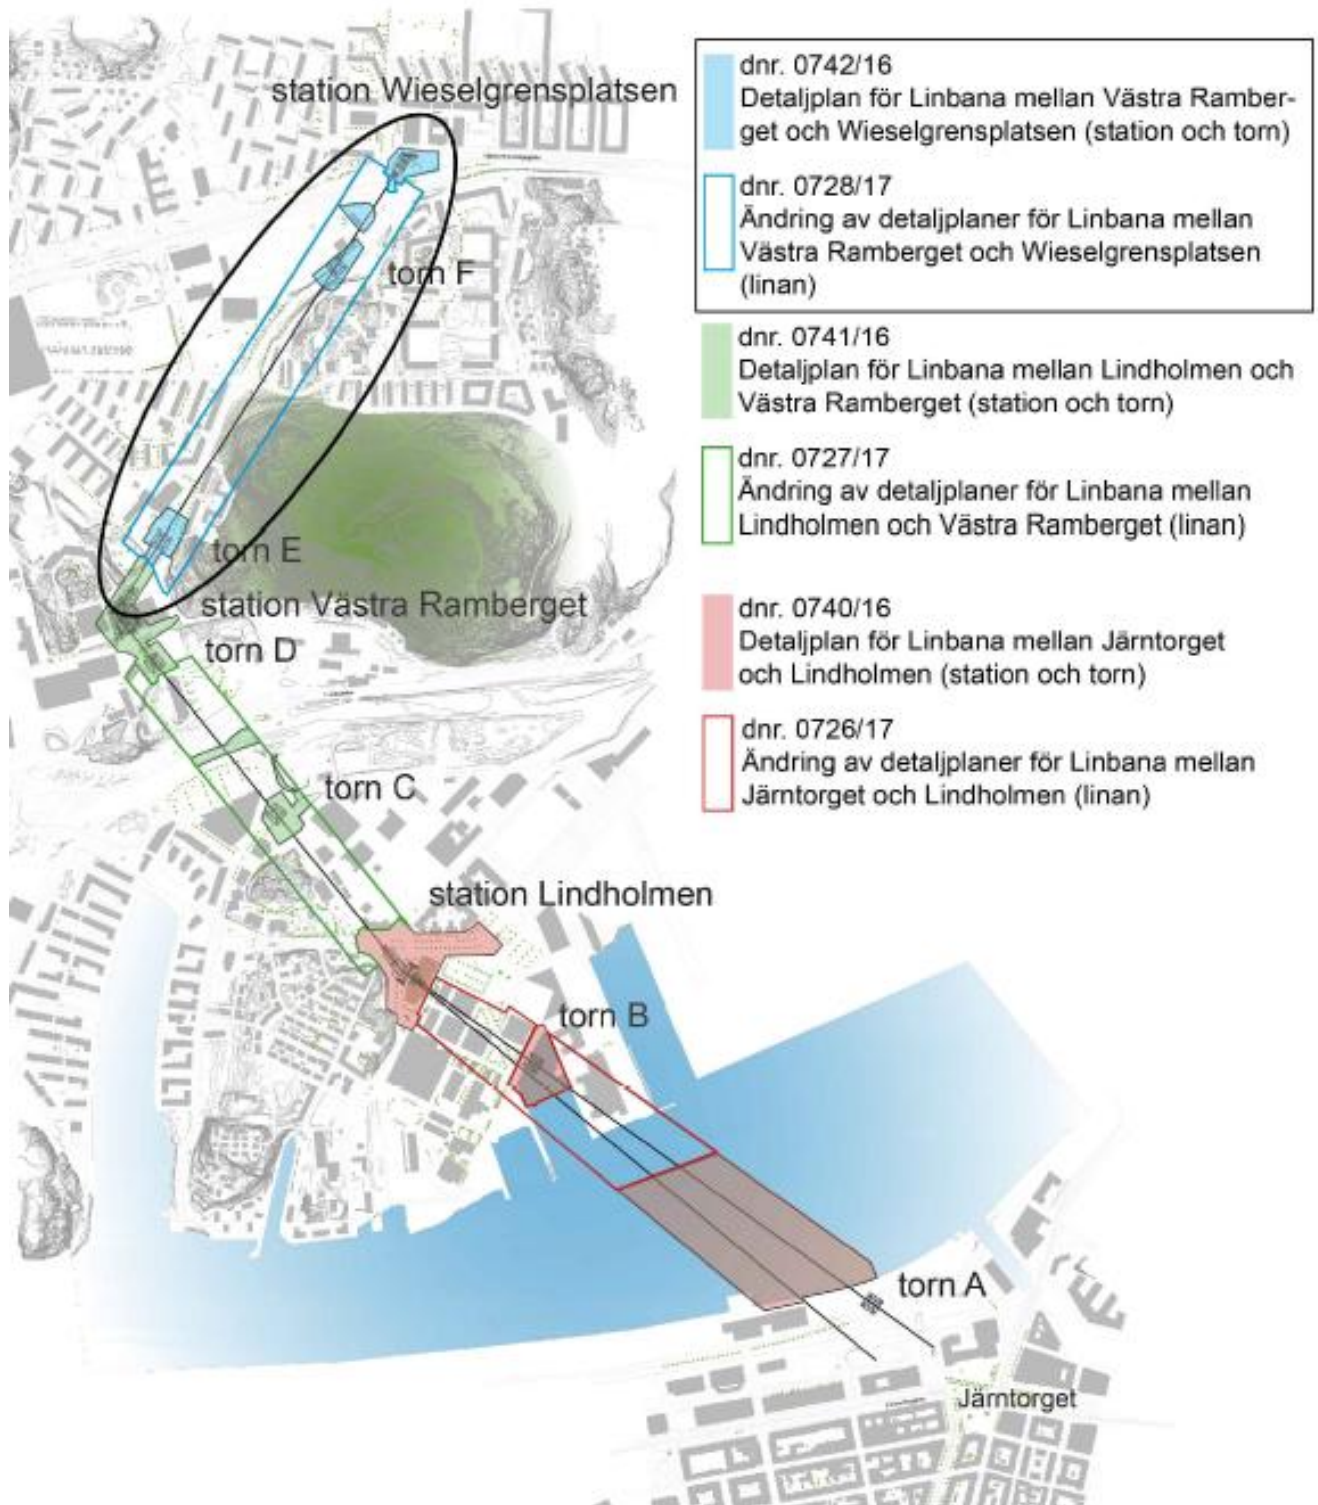 station Wieselgrensplatsen
torn F
torn E
station Västra Ramberget
torn D
torn C
station Lindholmen
torn B
torn A
Järntorget
dnr. 0742/16
Detaljplan för Linbana mellan Västra Ramber-
get och Wieselgrensplatsen (station och torn)
dnr. 0728/17
Ändring av detaljplaner för Linbana mellan
Västra Ramberget och Wieselgrensplatsen
(linan)
dnr. 0741/16
Detaljplan för Linbana mellan Lindholmen och
Västra Ramberget (station och torn)
dnr. 0727/17
Ändring av detaljplaner för Linbana mellan
Lindholmen och Västra Ramberget (linan)
dnr. 0740/16
Detaljplan för Linbana mellan Järntorget
och Lindholmen (station och torn)
dnr. 0726/17
Ändring av detaljplaner för Linbana mellan
Järntorget och Lindholmen (linan)